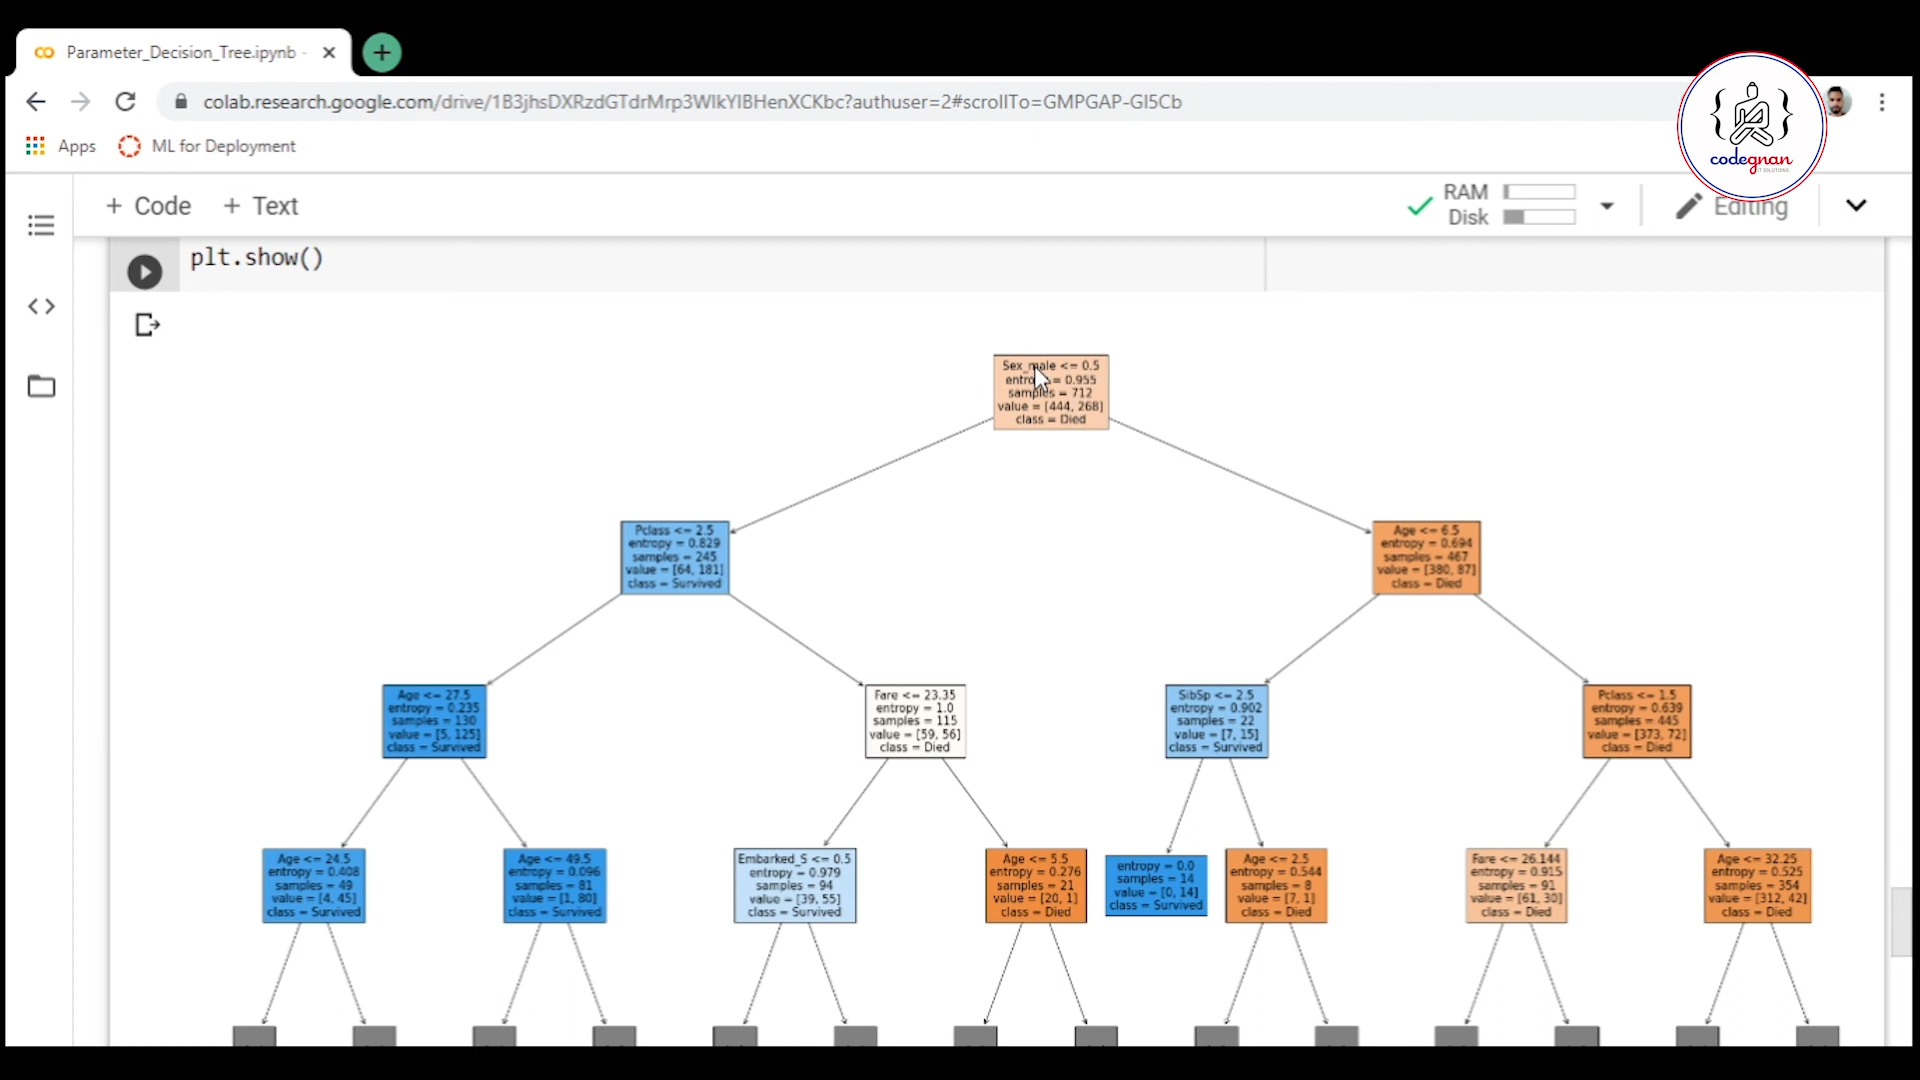 Parameter_Decision_Tree.ipynb -
colab.research.google.com/drive/1B3jhsDXRzdGTdrMrp3WIkYIBHenXCKbc?authuser=2#scrollTo=GMPGAP-GI5Cb
Apps
ML for Deployment
codegnan
IT SOLUTIONS
+ Code
+ Text
RAM
Disk
Editing
plt.show()
Sex_male <= 0.5
entropy = 0.955
samples = 712
value = [444, 268]
class = Died
Pclass <= 2.5
entropy = 0.829
samples = 245
value = [64, 181]
class = Survived
Age <= 6.5
entropy = 0.694
samples = 467
value = [380, 87]
class = Died
Age <= 27.5
entropy = 0.235
samples = 130
value = [5, 125]
class = Survived
Fare <= 23.35
entropy = 1.0
samples = 115
value = [59, 56]
class = Died
SibSp <= 2.5
entropy = 0.902
samples = 22
value = [7, 15]
class = Survived
Pclass <= 1.5
entropy = 0.639
samples = 445
value = [373, 72]
class = Died
Age <= 24.5
entropy = 0.408
samples = 49
value = [4, 45]
class = Survived
Age <= 49.5
entropy = 0.096
samples = 81
value = [1, 80]
class = Survived
Embarked_S <= 0.5
entropy = 0.979
samples = 94
value = [39, 55]
class = Survived
Age <= 5.5
entropy = 0.276
samples = 21
value = [20, 1]
class = Died
entropy = 0.0
samples = 14
value = [0, 14]
class = Survived
Age <= 2.5
entropy = 0.544
samples = 8
value = [7, 1]
class = Died
Fare <= 26.144
entropy = 0.915
samples = 91
value = [61, 30]
class = Died
Age <= 32.25
entropy = 0.525
samples = 354
value = [312, 42]
class = Died